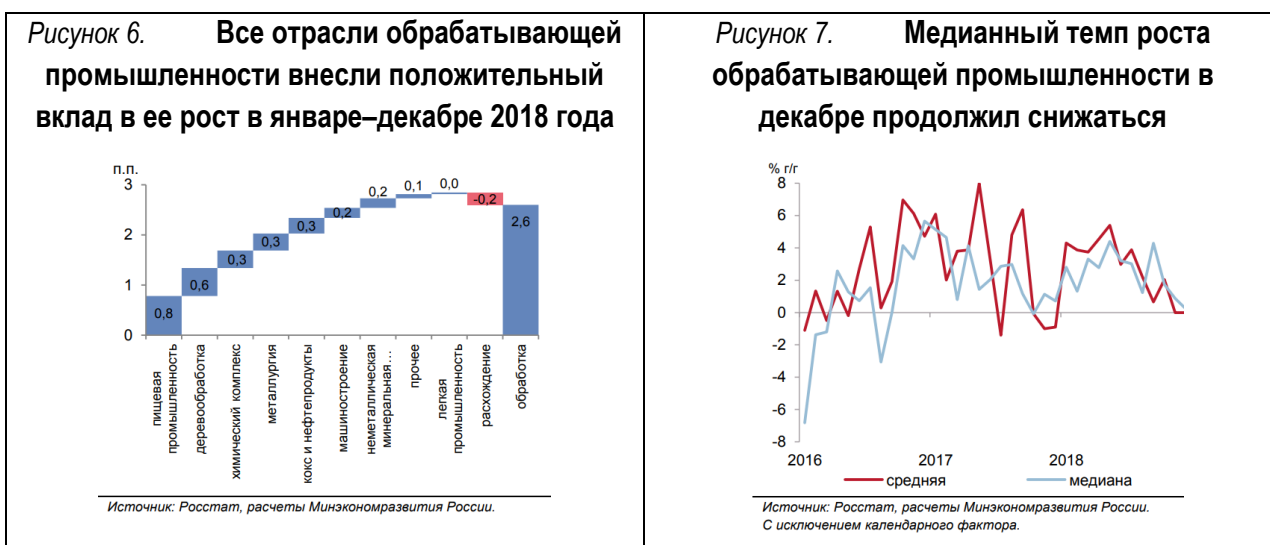 Рисунок 6. Все отрасли обрабатывающей
промышленности внесли положительный
вклад в ее рост в январе–декабре 2018 года
п.п.
3
2
1
0
0,8
0,6
0,3
0,3
0,3
0,2
0,2
0,1
0,0
-0,2
2,6
пищевая
промышленность
деревообработка
химический комплекс
металлургия
кокс и нефтепродукты
машиностроение
неметаллическая
минеральная…
прочее
легкая
промышленность
расхождение
обработка
Источник: Росстат, расчеты Минэкономразвития России.
Рисунок 7. Медианный темп роста
обрабатывающей промышленности в
декабре продолжил снижаться
% г/г
8
6
4
2
0
-2
-4
-6
-8
2016 2017 2018
средняя медиана
Источник: Росстат, расчеты Минэкономразвития России.
С исключением календарного фактора.